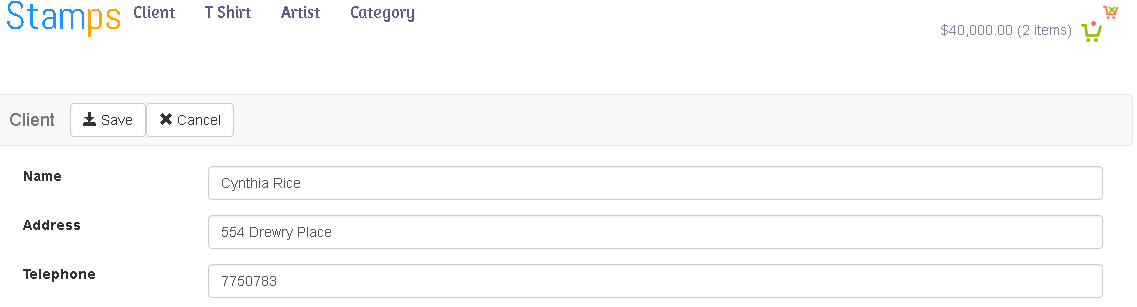 Stamps Client T Shirt Artist Category
$40,000.00 (2 items)
Client Save Cancel
Name Cynthia Rice
Address 554 Drewry Place
Telephone 7750783